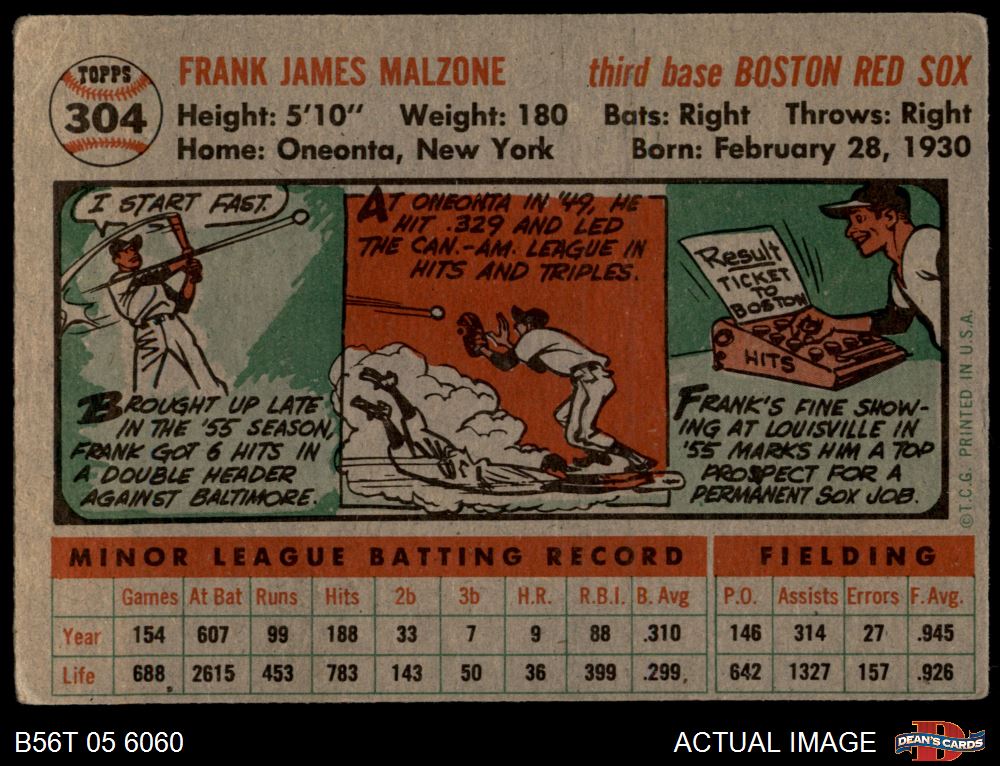 TOPPS
304
FRANK JAMES MALZONE third base BOSTON RED SOX
Height: 5'10" Weight: 180 Bats: Right Throws: Right
Home: Oneonta, New York Born: February 28, 1930
I START FAST.
BROUGHT UP LATE
IN THE '55 SEASON,
FRANK GOT 6 HITS IN
A DOUBLE HEADER
AGAINST BALTIMORE.
AT ONEONTA IN '49, HE
HIT .329 AND LED
THE CAN.-AM. LEAGUE IN
HITS AND TRIPLES.
Result
TICKET
TO
BOSTON
HITS
FRANK'S FINE SHOW-
ING AT LOUISVILLE IN
'55 MARKS HIM A TOP
PROSPECT FOR A
PERMANENT SOX JOB.
©T.C.G. PRINTED IN U.S.A.
MINOR LEAGUE BATTING RECORD FIELDING
Games At Bat Runs Hits 2b 3b H.R. R.B.I. B. Avg P.O. Assists Errors F. Avg.
Year 154 607 99 188 33 7 9 88 .310 146 314 27 .945
Life 688 2615 453 783 143 50 36 399 .299 642 1327 157 .926
B56T 05 6060 ACTUAL IMAGE DEAN'S CARDS